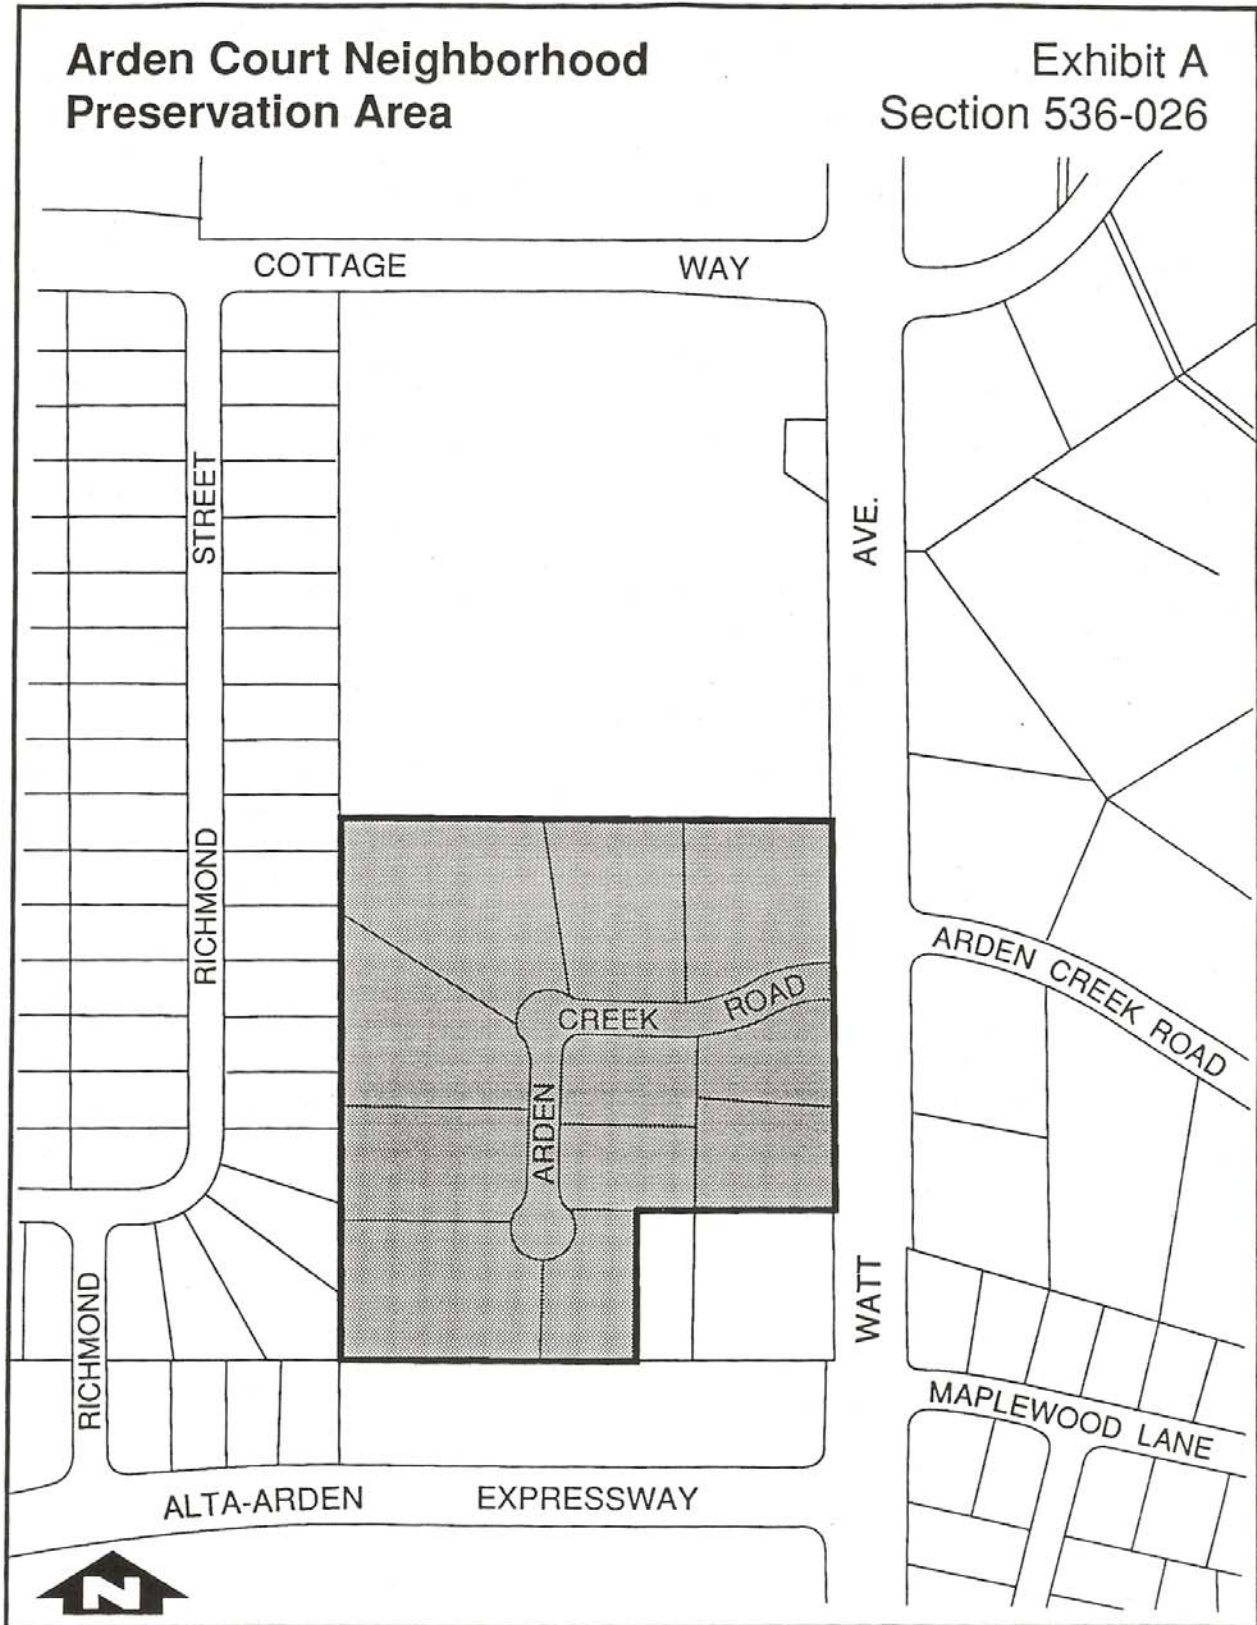 Arden Court Neighborhood
Preservation Area
Exhibit A
Section 536-026
COTTAGE WAY
STREET
AVE.
RICHMOND
ARDEN CREEK ROAD
CREEK ROAD
ARDEN
WATT
RICHMOND
MAPLEWOOD LANE
ALTA-ARDEN EXPRESSWAY
N